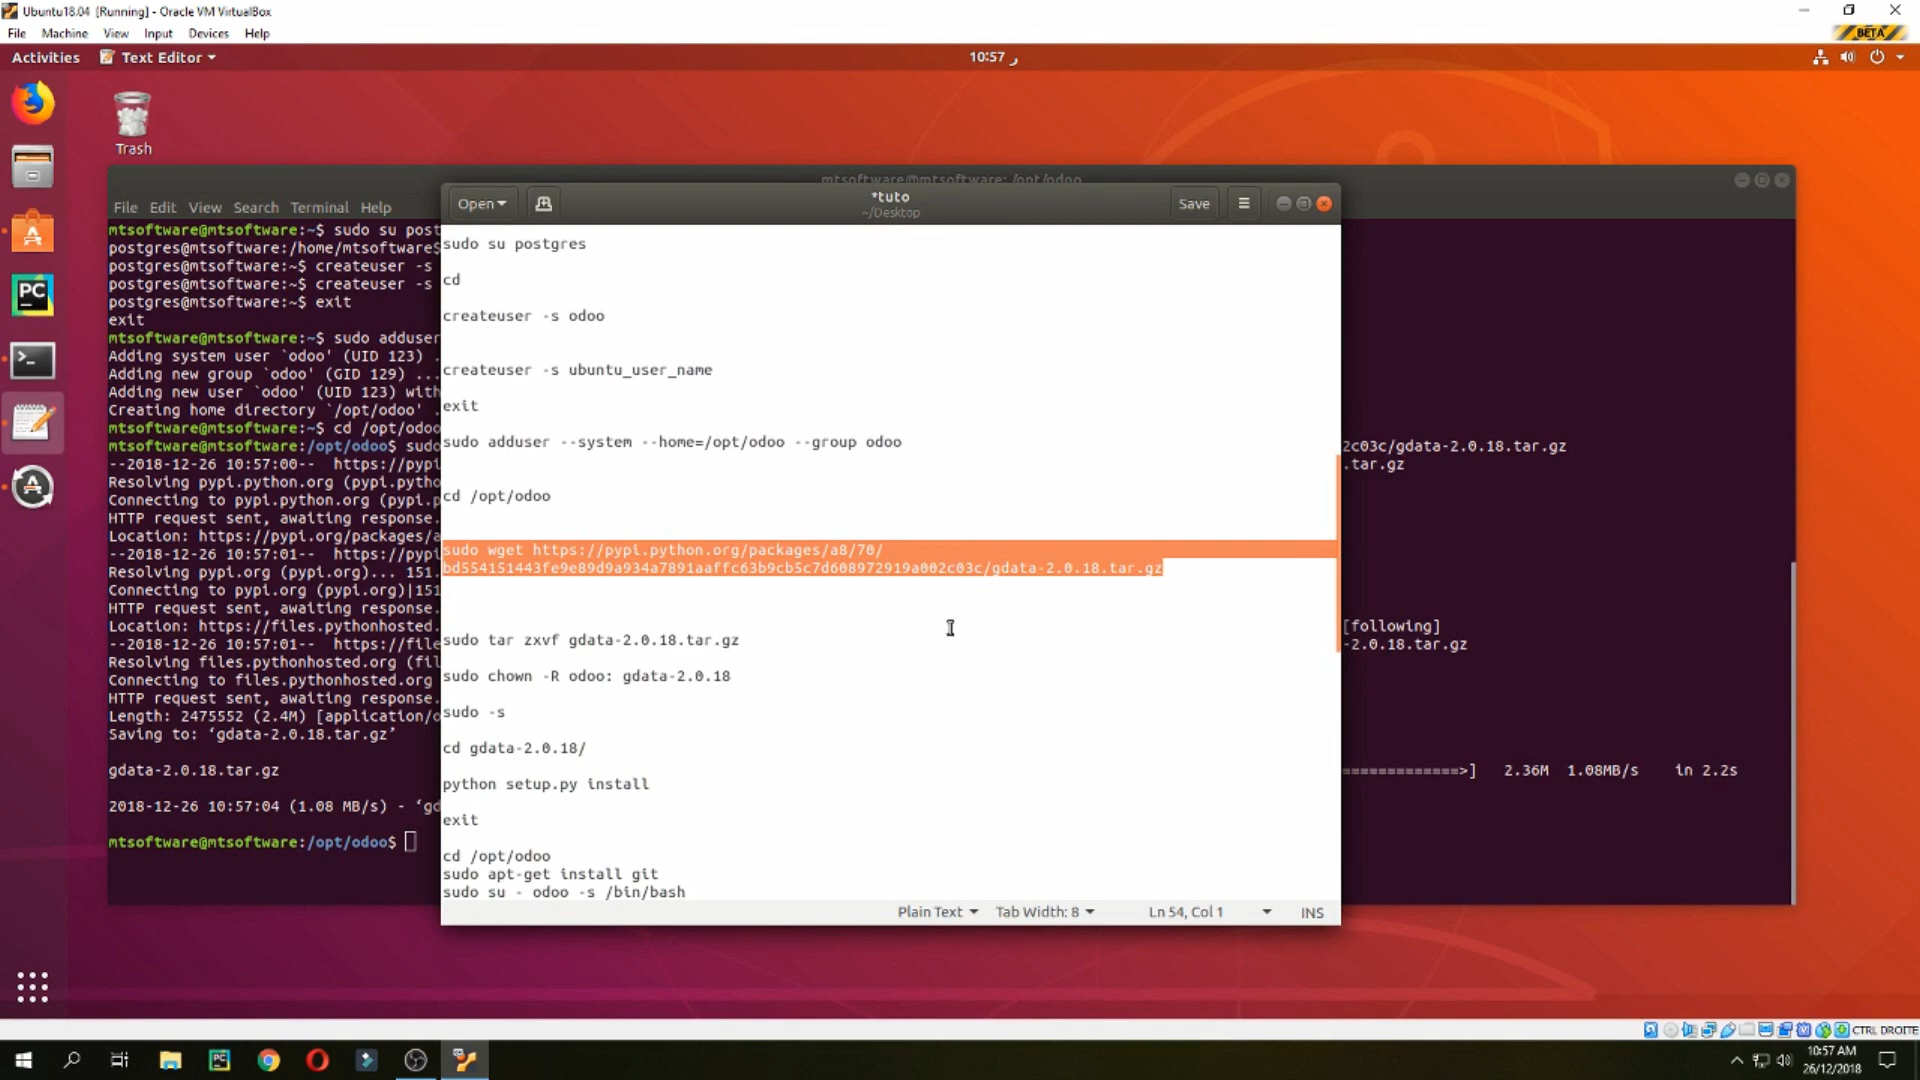 Ubuntu18.04 [Running] - Oracle VM VirtualBox
File Machine View Input Devices Help
BETA
Activities Text Editor 10:57 ر
Trash
mtsoftware@mtsoftware: /opt/odoo
File Edit View Search Terminal Help
mtsoftware@mtsoftware:~$ sudo su post
postgres@mtsoftware:/home/mtsoftware$
postgres@mtsoftware:~$ createuser -s
postgres@mtsoftware:~$ createuser -s
postgres@mtsoftware:~$ exit
exit
mtsoftware@mtsoftware:~$ sudo adduser
Adding system user `odoo' (UID 123) .
Adding new group `odoo' (GID 129) ...
Adding new user `odoo' (UID 123) with
Creating home directory `/opt/odoo' .
mtsoftware@mtsoftware:~$ cd /opt/odoo
mtsoftware@mtsoftware:/opt/odoo$ sudo 2c03c/gdata-2.0.18.tar.gz
--2018-12-26 10:57:00-- https://pypi .tar.gz
Resolving pypi.python.org (pypi.pytho
Connecting to pypi.python.org (pypi.p
HTTP request sent, awaiting response.
Location: https://pypi.org/packages/a
--2018-12-26 10:57:01-- https://pypi
Resolving pypi.org (pypi.org)... 151.
Connecting to pypi.org (pypi.org)|151
HTTP request sent, awaiting response.
Location: https://files.pythonhosted. [following]
--2018-12-26 10:57:01-- https://file -2.0.18.tar.gz
Resolving files.pythonhosted.org (fil
Connecting to files.pythonhosted.org
HTTP request sent, awaiting response.
Length: 2475552 (2.4M) [application/o
Saving to: ‘gdata-2.0.18.tar.gz’
gdata-2.0.18.tar.gz =============>] 2.36M 1.08MB/s in 2.2s
2018-12-26 10:57:04 (1.08 MB/s) - ‘gd
mtsoftware@mtsoftware:/opt/odoo$
Open *tuto Save
~/Desktop
sudo su postgres
cd
createuser -s odoo
createuser -s ubuntu_user_name
exit
sudo adduser --system --home=/opt/odoo --group odoo
cd /opt/odoo
sudo wget https://pypi.python.org/packages/a8/70/
bd554151443fe9e89d9a934a7891aaffc63b9cb5c7d608972919a002c03c/gdata-2.0.18.tar.gz
sudo tar zxvf gdata-2.0.18.tar.gz
sudo chown -R odoo: gdata-2.0.18
sudo -s
cd gdata-2.0.18/
python setup.py install
exit
cd /opt/odoo
sudo apt-get install git
sudo su - odoo -s /bin/bash
Plain Text Tab Width: 8 Ln 54, Col 1 INS
CTRL DROITE
10:57 AM
26/12/2018